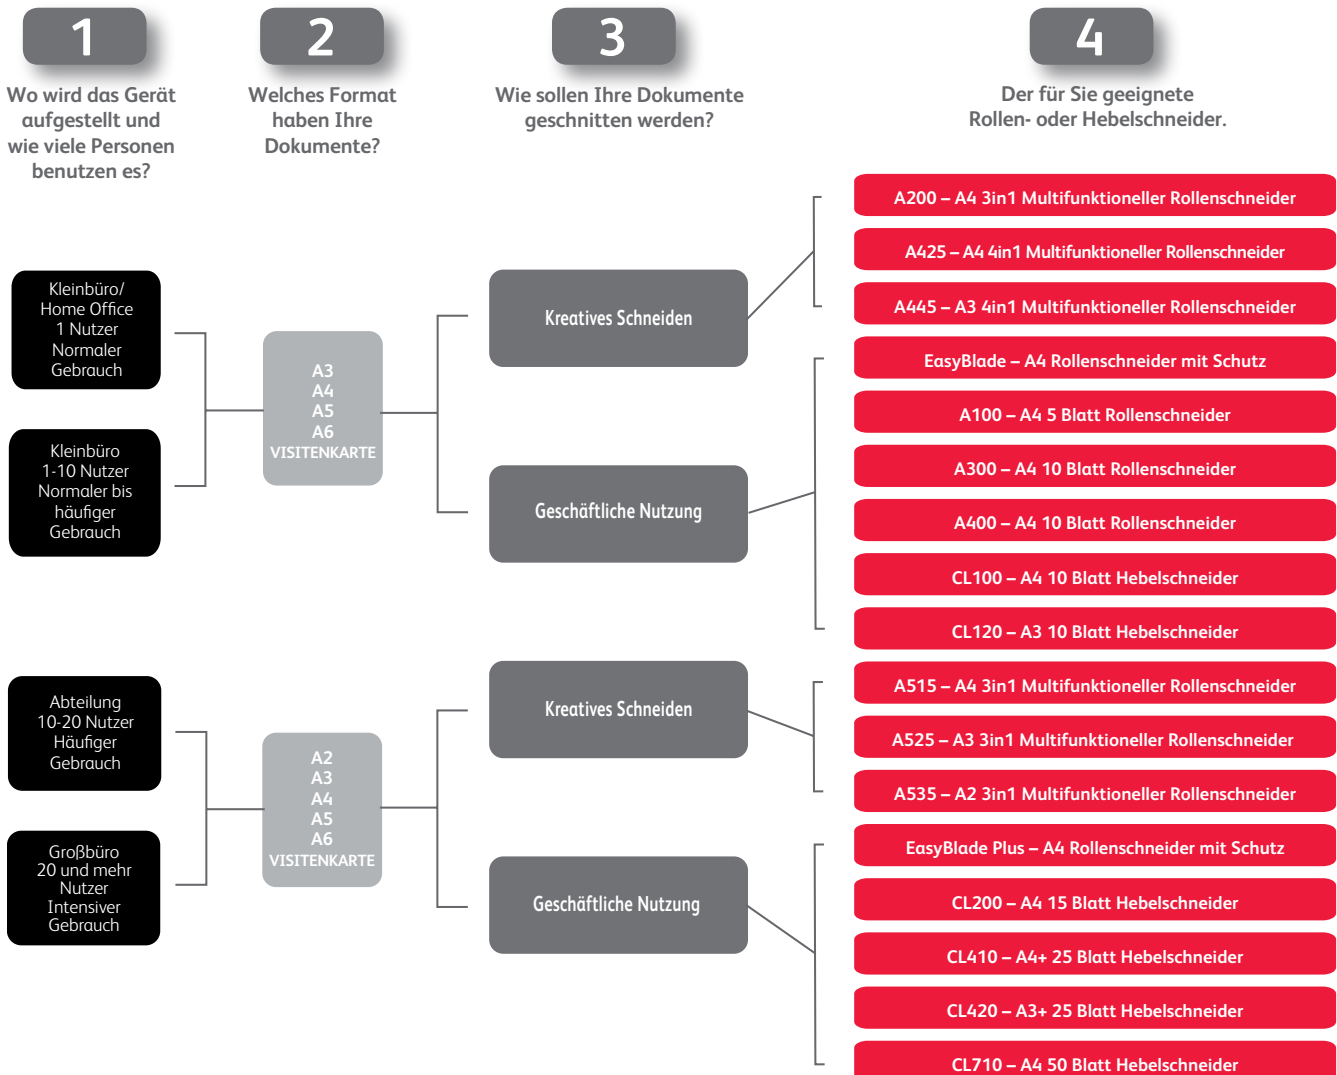 1
Wo wird das Gerät
aufgestellt und
wie viele Personen
benutzen es?
2
Welches Format
haben Ihre
Dokumente?
3
Wie sollen Ihre Dokumente
geschnitten werden?
4
Der für Sie geeignete
Rollen- oder Hebelschneider.
Kleinbüro/
Home Office
1 Nutzer
Normaler
Gebrauch
Kleinbüro
1-10 Nutzer
Normaler bis
häufiger
Gebrauch
A3
A4
A5
A6
VISITENKARTE
Kreatives Schneiden
Geschäftliche Nutzung
A200 – A4 3in1 Multifunktioneller Rollenschneider
A425 – A4 4in1 Multifunktioneller Rollenschneider
A445 – A3 4in1 Multifunktioneller Rollenschneider
EasyBlade – A4 Rollenschneider mit Schutz
A100 – A4 5 Blatt Rollenschneider
A300 – A4 10 Blatt Rollenschneider
A400 – A4 10 Blatt Rollenschneider
CL100 – A4 10 Blatt Hebelschneider
CL120 – A3 10 Blatt Hebelschneider
Abteilung
10-20 Nutzer
Häufiger
Gebrauch
Großbüro
20 und mehr
Nutzer
Intensiver
Gebrauch
A2
A3
A4
A5
A6
VISITENKARTE
Kreatives Schneiden
Geschäftliche Nutzung
A515 – A4 3in1 Multifunktioneller Rollenschneider
A525 – A3 3in1 Multifunktioneller Rollenschneider
A535 – A2 3in1 Multifunktioneller Rollenschneider
EasyBlade Plus – A4 Rollenschneider mit Schutz
CL200 – A4 15 Blatt Hebelschneider
CL410 – A4+ 25 Blatt Hebelschneider
CL420 – A3+ 25 Blatt Hebelschneider
CL710 – A4 50 Blatt Hebelschneider